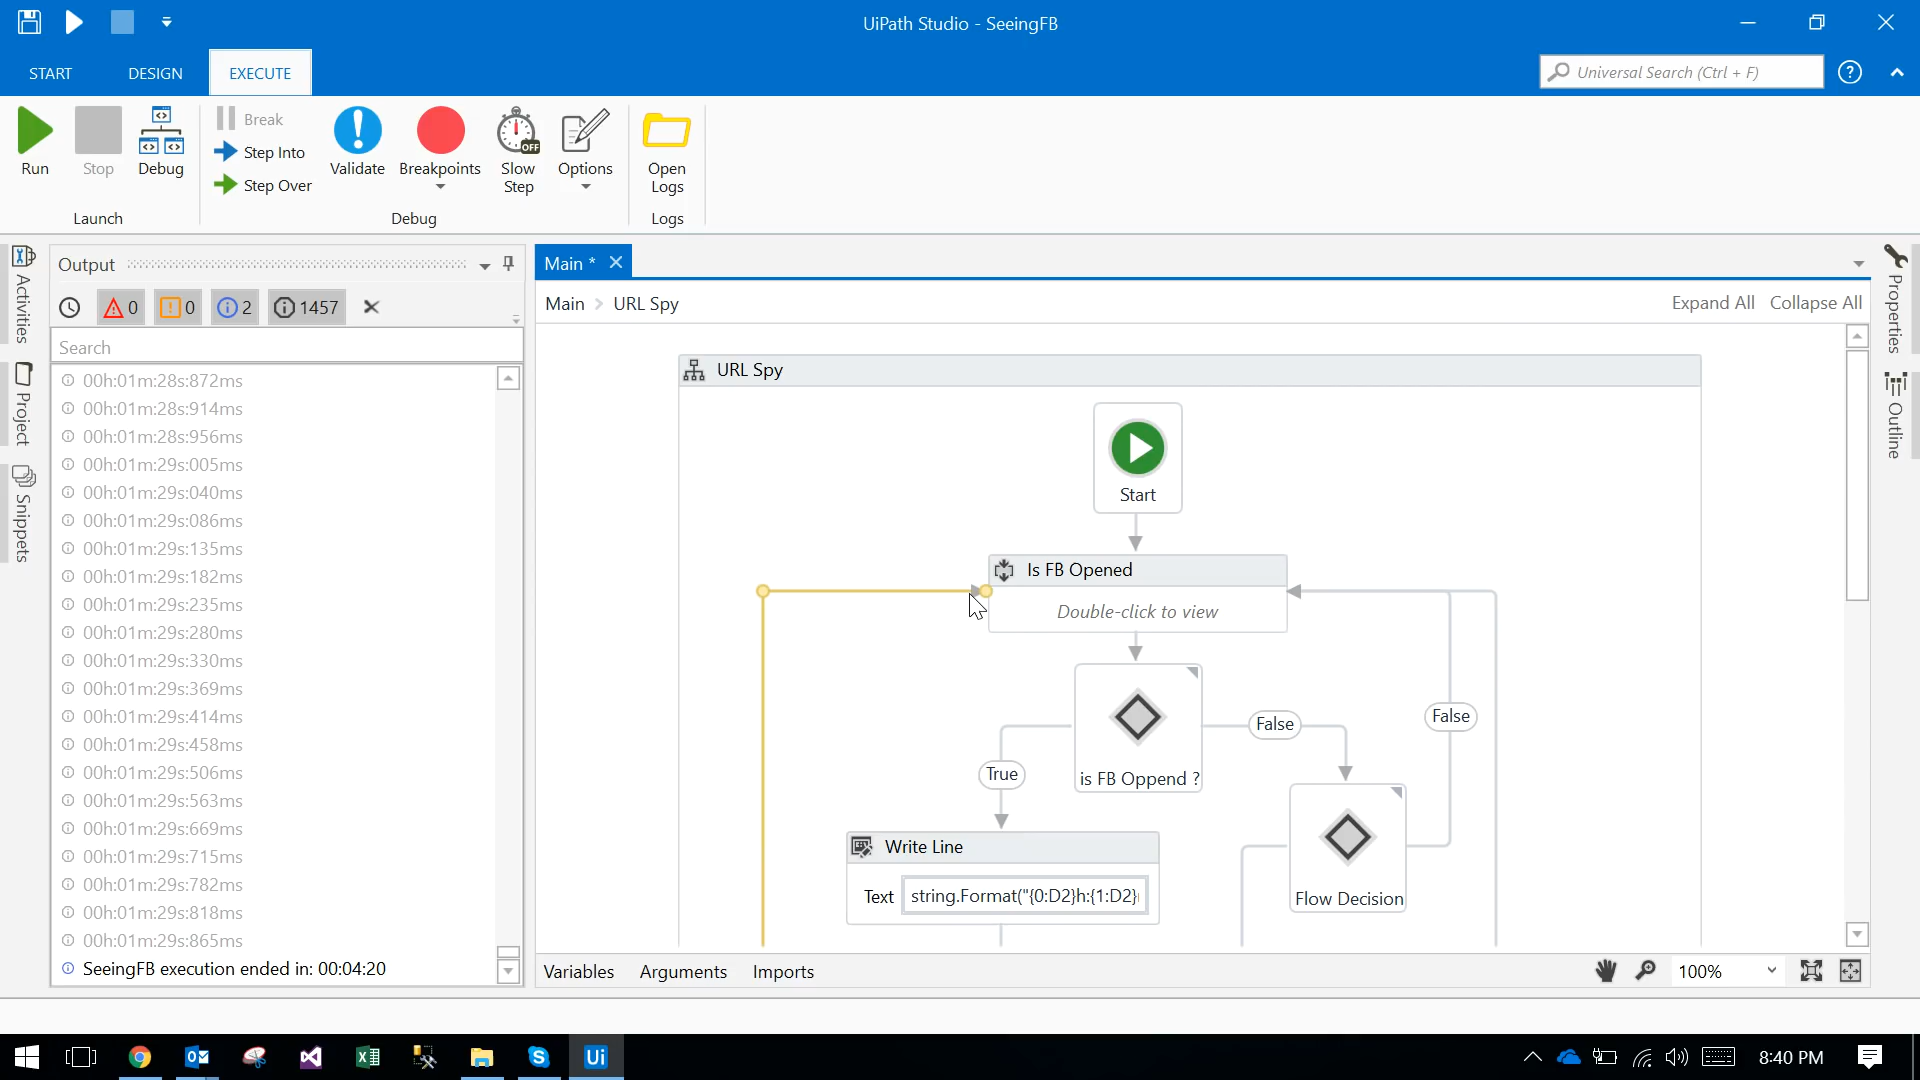 UiPath Studio - SeeingFB
START
DESIGN
EXECUTE
Universal Search (Ctrl + F)
Run
Stop
Debug
Launch
Break
Step Into
Step Over
Validate
Breakpoints
Slow Step
OFF
Options
Debug
Open Logs
Logs
Activities
Project
Snippets
Output
0
0
2
1457
Search
00h:01m:28s:872ms
00h:01m:28s:914ms
00h:01m:28s:956ms
00h:01m:29s:005ms
00h:01m:29s:040ms
00h:01m:29s:086ms
00h:01m:29s:135ms
00h:01m:29s:182ms
00h:01m:29s:235ms
00h:01m:29s:280ms
00h:01m:29s:330ms
00h:01m:29s:369ms
00h:01m:29s:414ms
00h:01m:29s:458ms
00h:01m:29s:506ms
00h:01m:29s:563ms
00h:01m:29s:669ms
00h:01m:29s:715ms
00h:01m:29s:782ms
00h:01m:29s:818ms
00h:01m:29s:865ms
SeeingFB execution ended in: 00:04:20
Main *
Main > URL Spy
Expand All
Collapse All
URL Spy
Start
Is FB Opened
Double-click to view
is FB Oppend ?
True
False
False
Flow Decision
Write Line
Text
string.Format("{0:D2}h:{1:D2}
Variables
Arguments
Imports
100%
Properties
Outline
Ui
8:40 PM